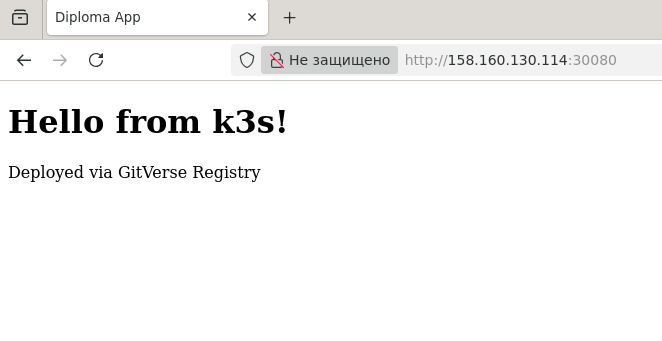 Diploma App
Не защищено http://158.160.130.114:30080
Hello from k3s!
Deployed via GitVerse Registry